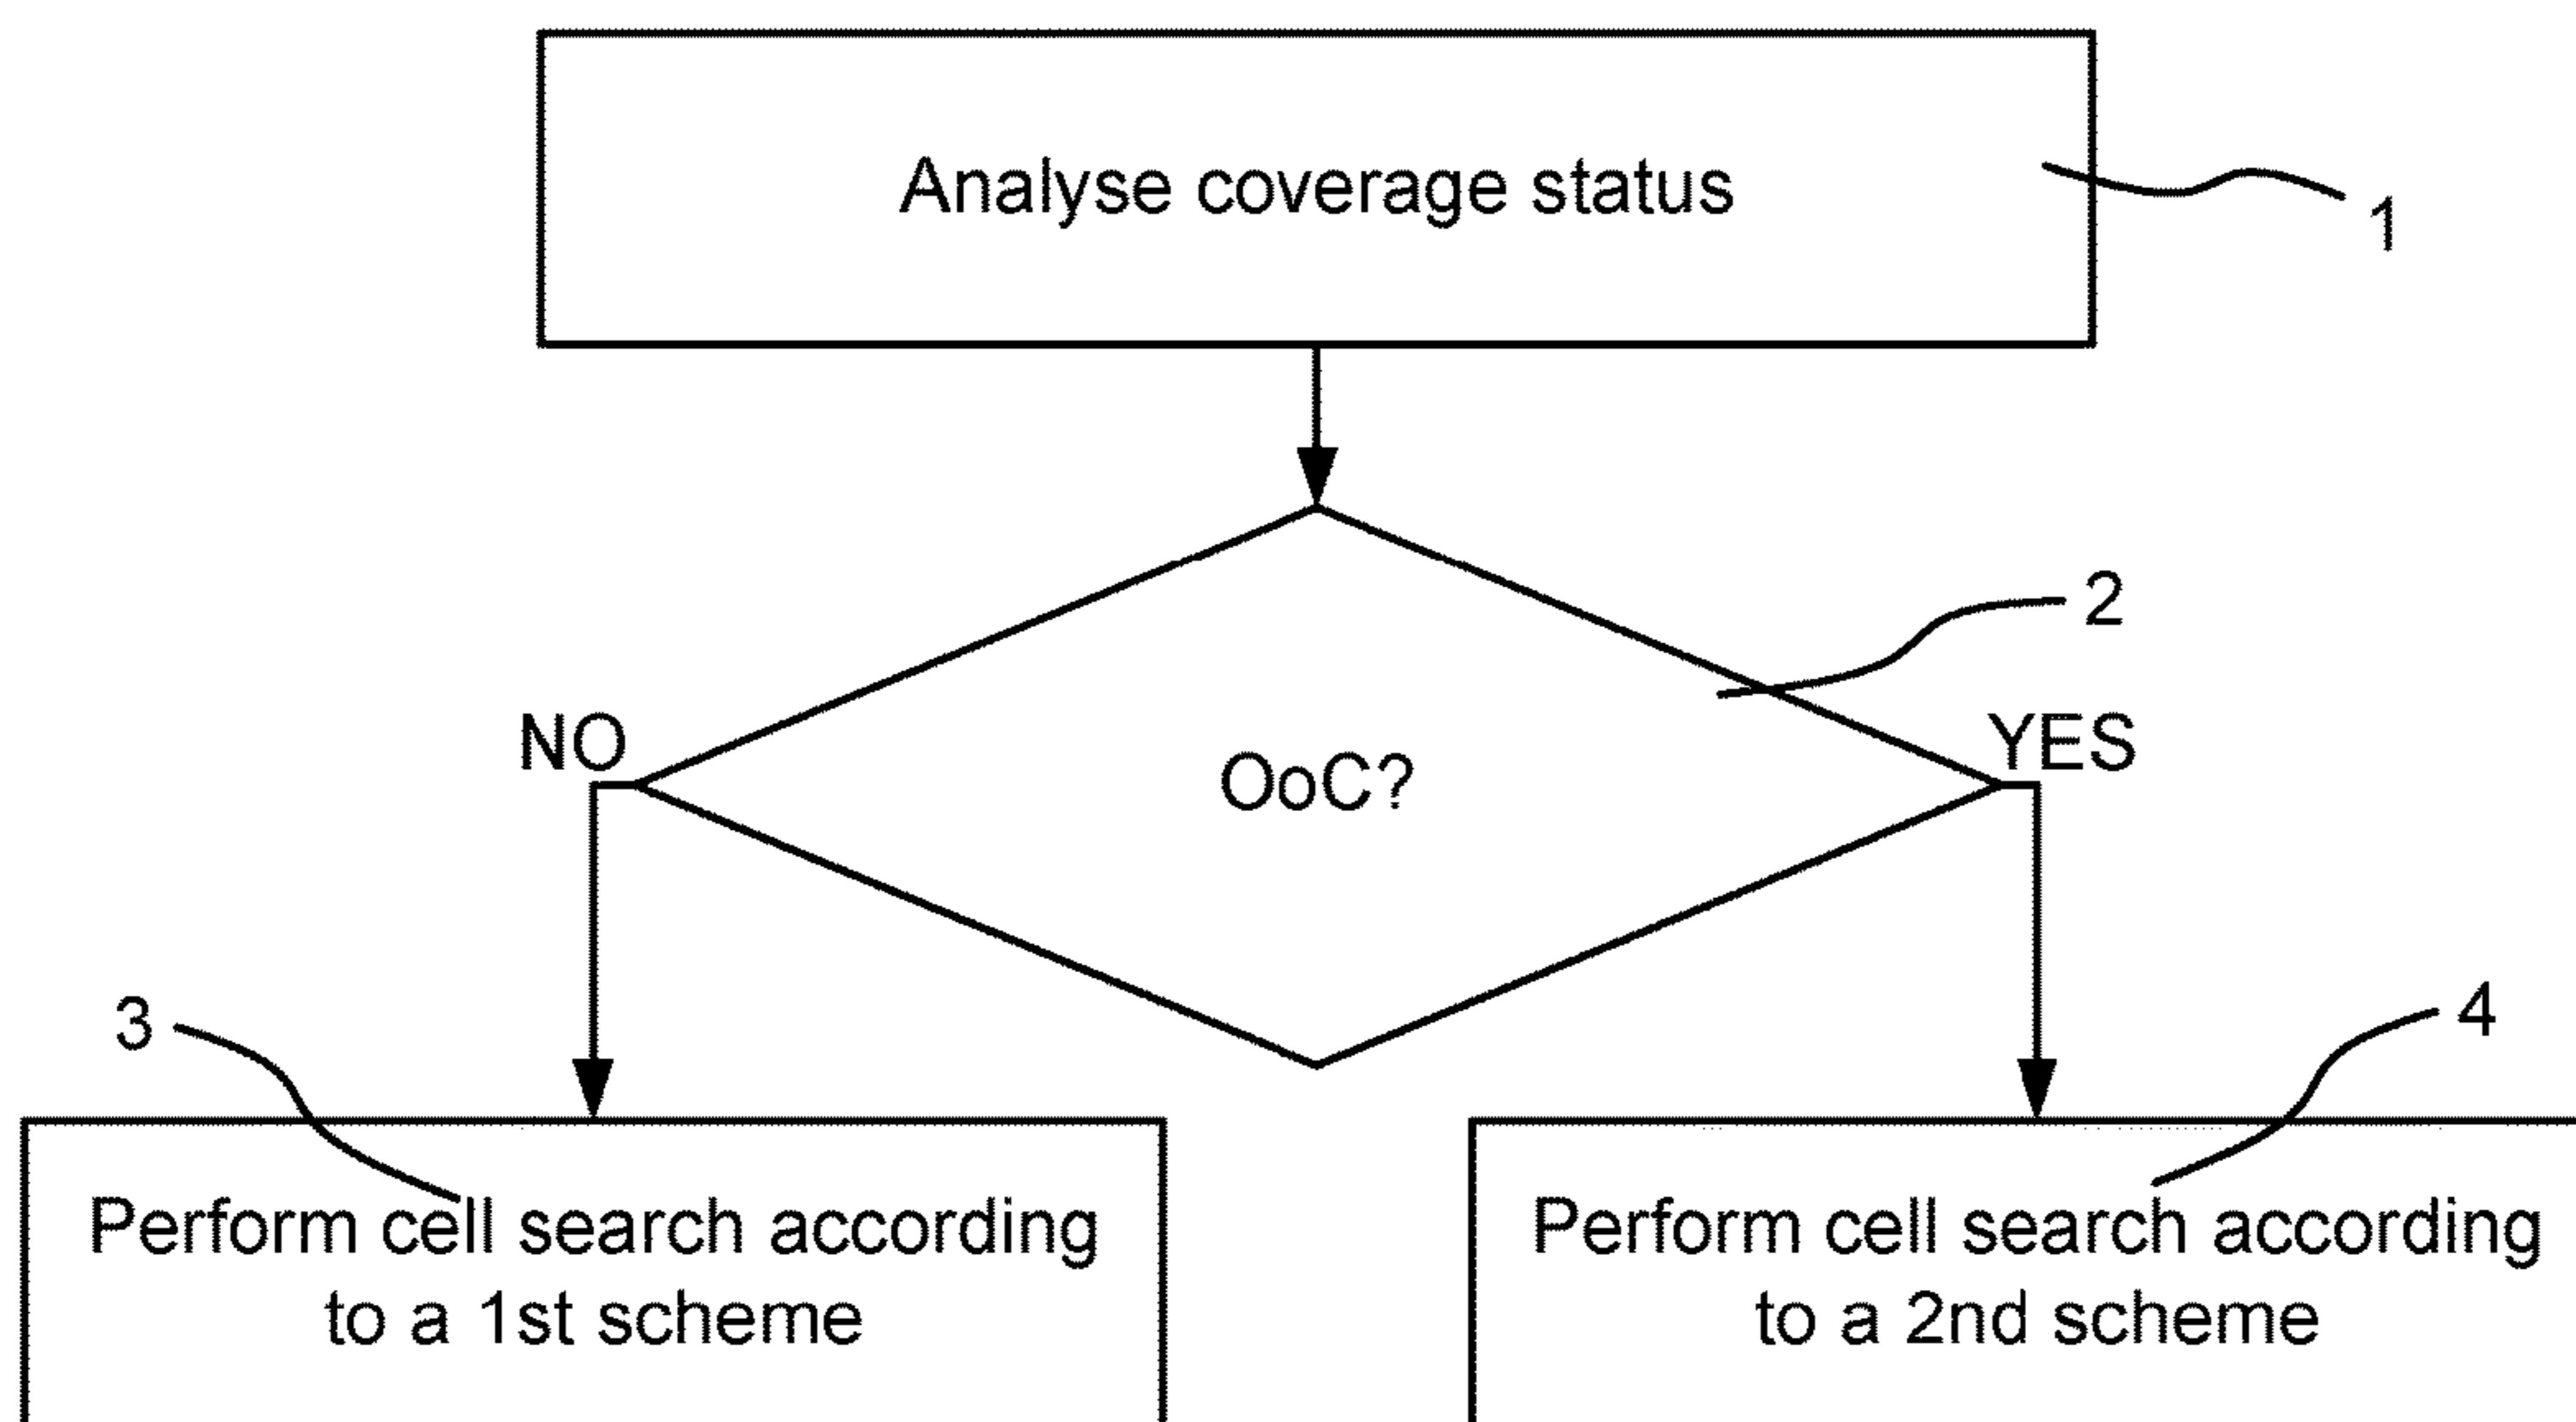 Analyse coverage status
1
2
NO
YES
OoC?
3
4
Perform cell search according
to a 1st scheme
Perform cell search according
to a 2nd scheme